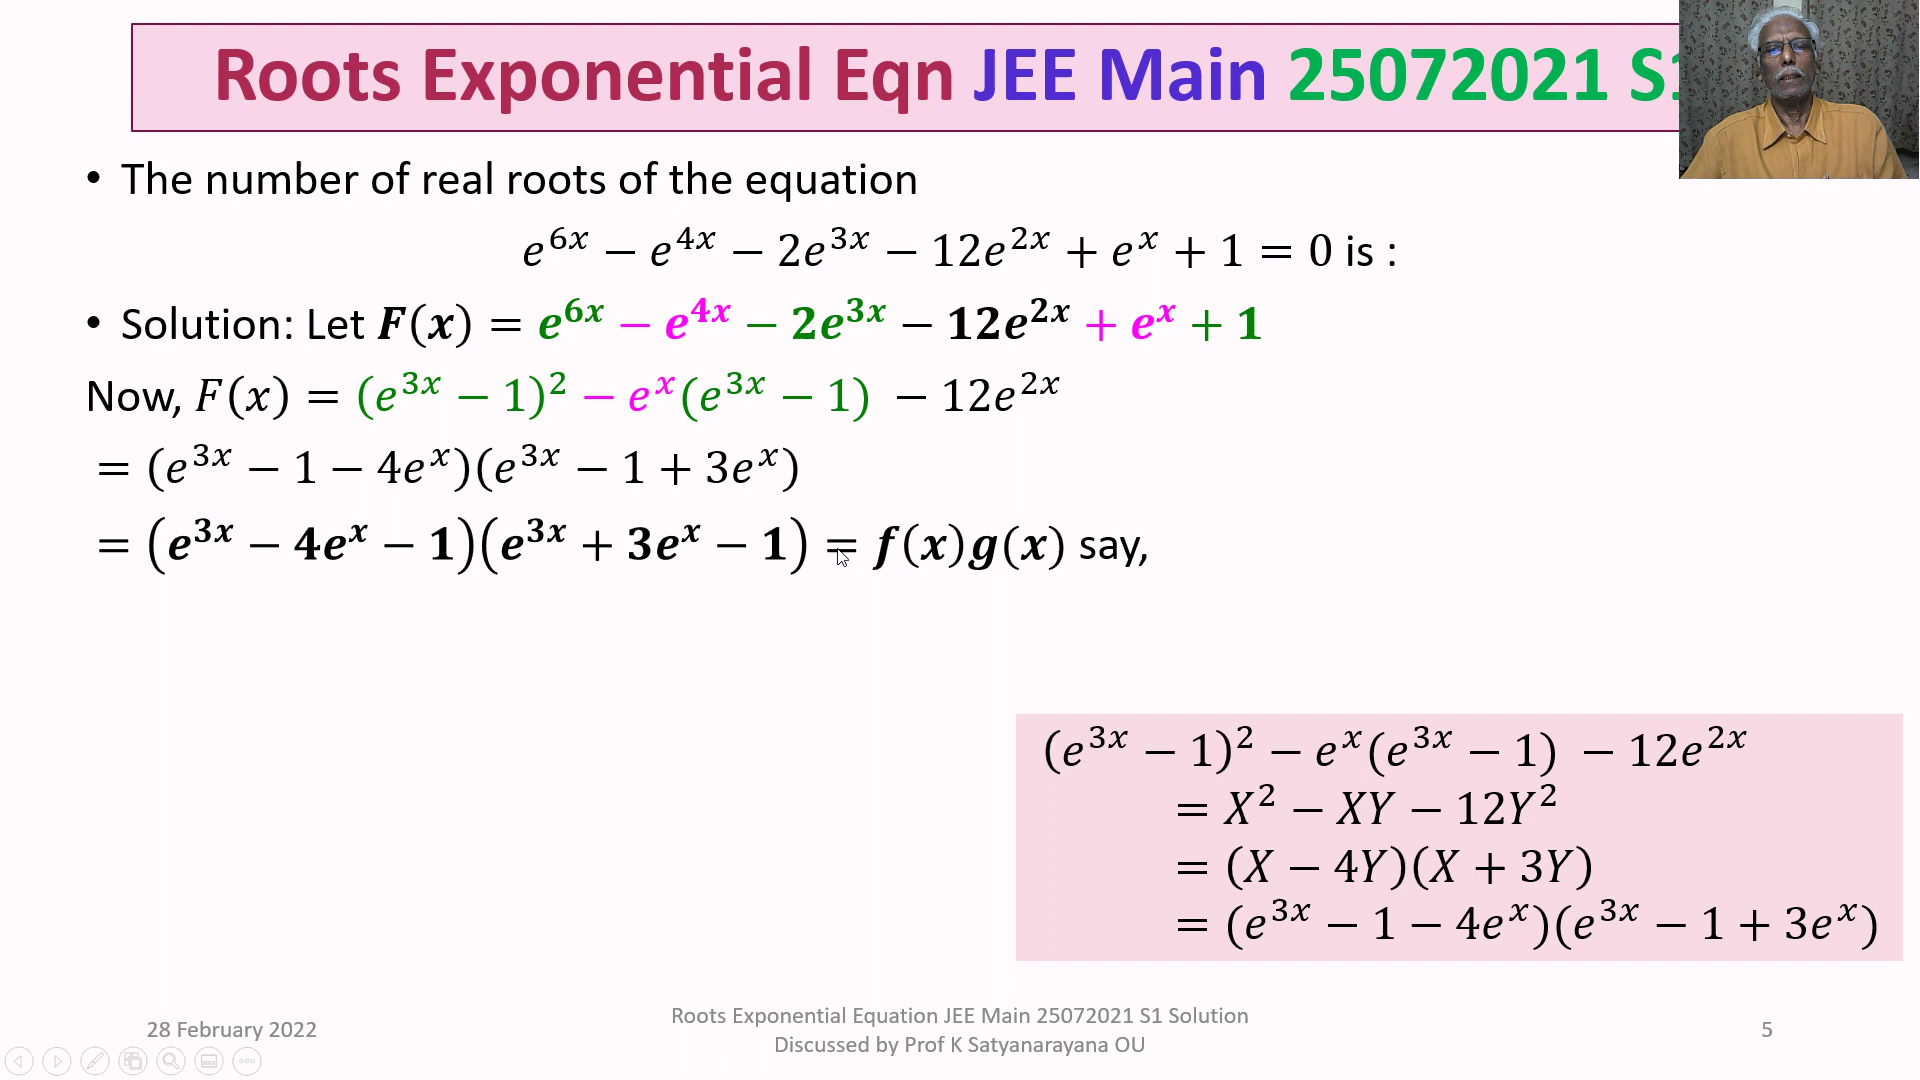 Roots Exponential Eqn JEE Main 25072021 S1
• The number of real roots of the equation
e^{6x} − e^{4x} − 2e^{3x} − 12e^{2x} + e^x + 1 = 0 is :
• Solution: Let F(x) = e^{6x} − e^{4x} − 2e^{3x} − 12e^{2x} + e^x + 1
Now, F(x) = (e^{3x} − 1)^2 − e^x(e^{3x} − 1) − 12e^{2x}
= (e^{3x} − 1 − 4e^x)(e^{3x} − 1 + 3e^x)
= (e^{3x} − 4e^x − 1)(e^{3x} + 3e^x − 1) = f(x)g(x) say,
(e^{3x} − 1)^2 − e^x(e^{3x} − 1) − 12e^{2x}
= X^2 − XY − 12Y^2
= (X − 4Y)(X + 3Y)
= (e^{3x} − 1 − 4e^x)(e^{3x} − 1 + 3e^x)
28 February 2022
Roots Exponential Equation JEE Main 25072021 S1 Solution
Discussed by Prof K Satyanarayana OU
5